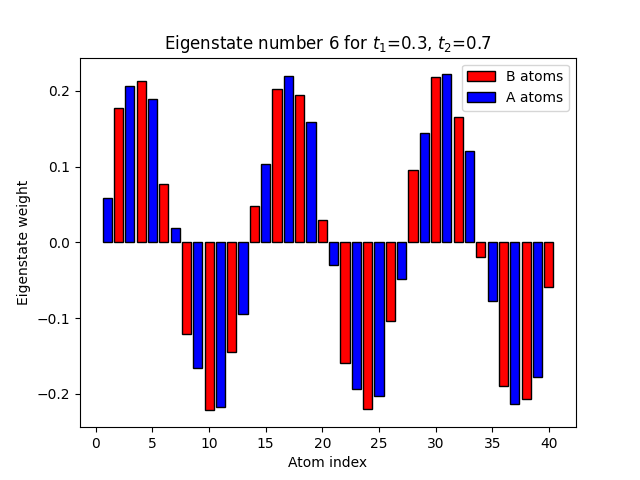 Eigenstate number 6 for t₁=0.3, t₂=0.7
B atoms
A atoms
Eigenstate weight
0.2
0.1
0.0
−0.1
−0.2
0 5 10 15 20 25 30 35 40
Atom index